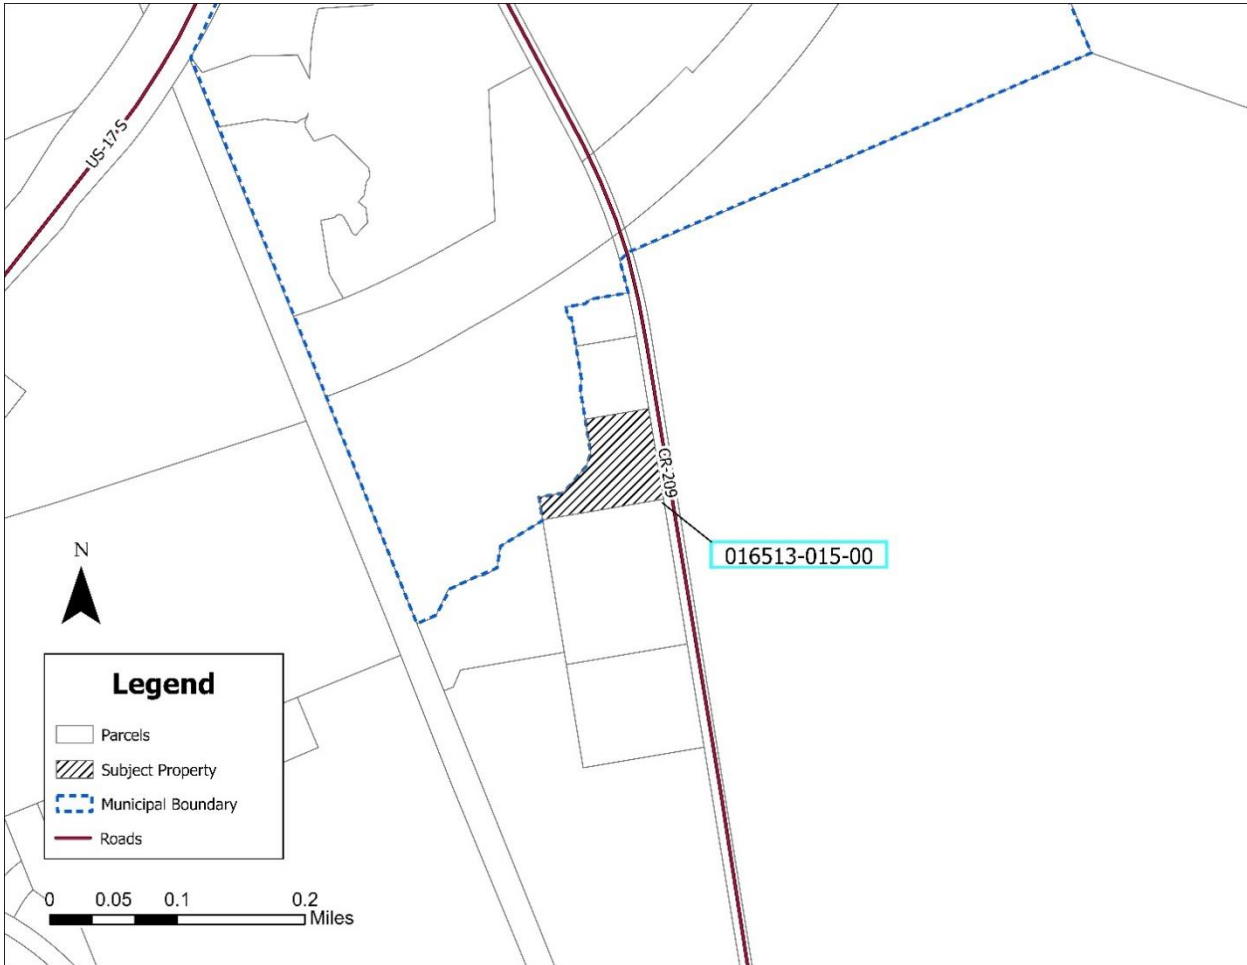 US-17-S
CR-209
016513-015-00
N
Legend
Parcels
Subject Property
Municipal Boundary
Roads
0 0.05 0.1 0.2
Miles